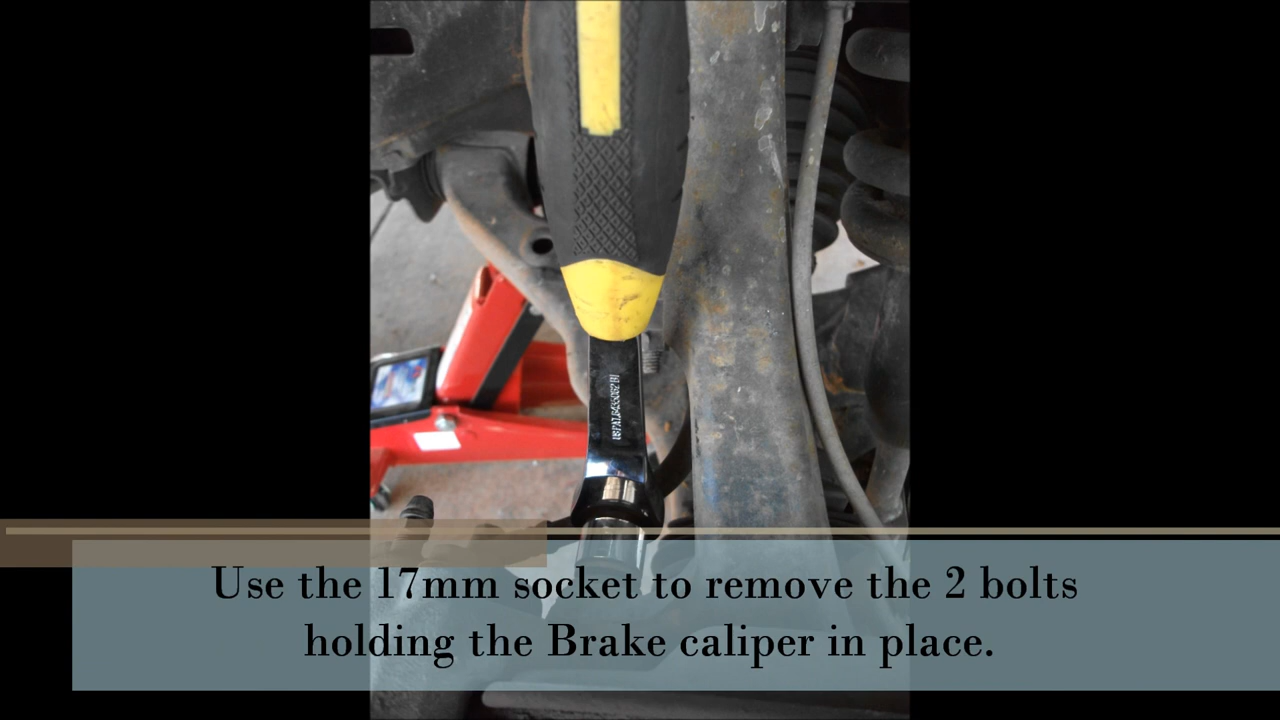 Use the 17mm socket to remove the 2 bolts
holding the Brake caliper in place.